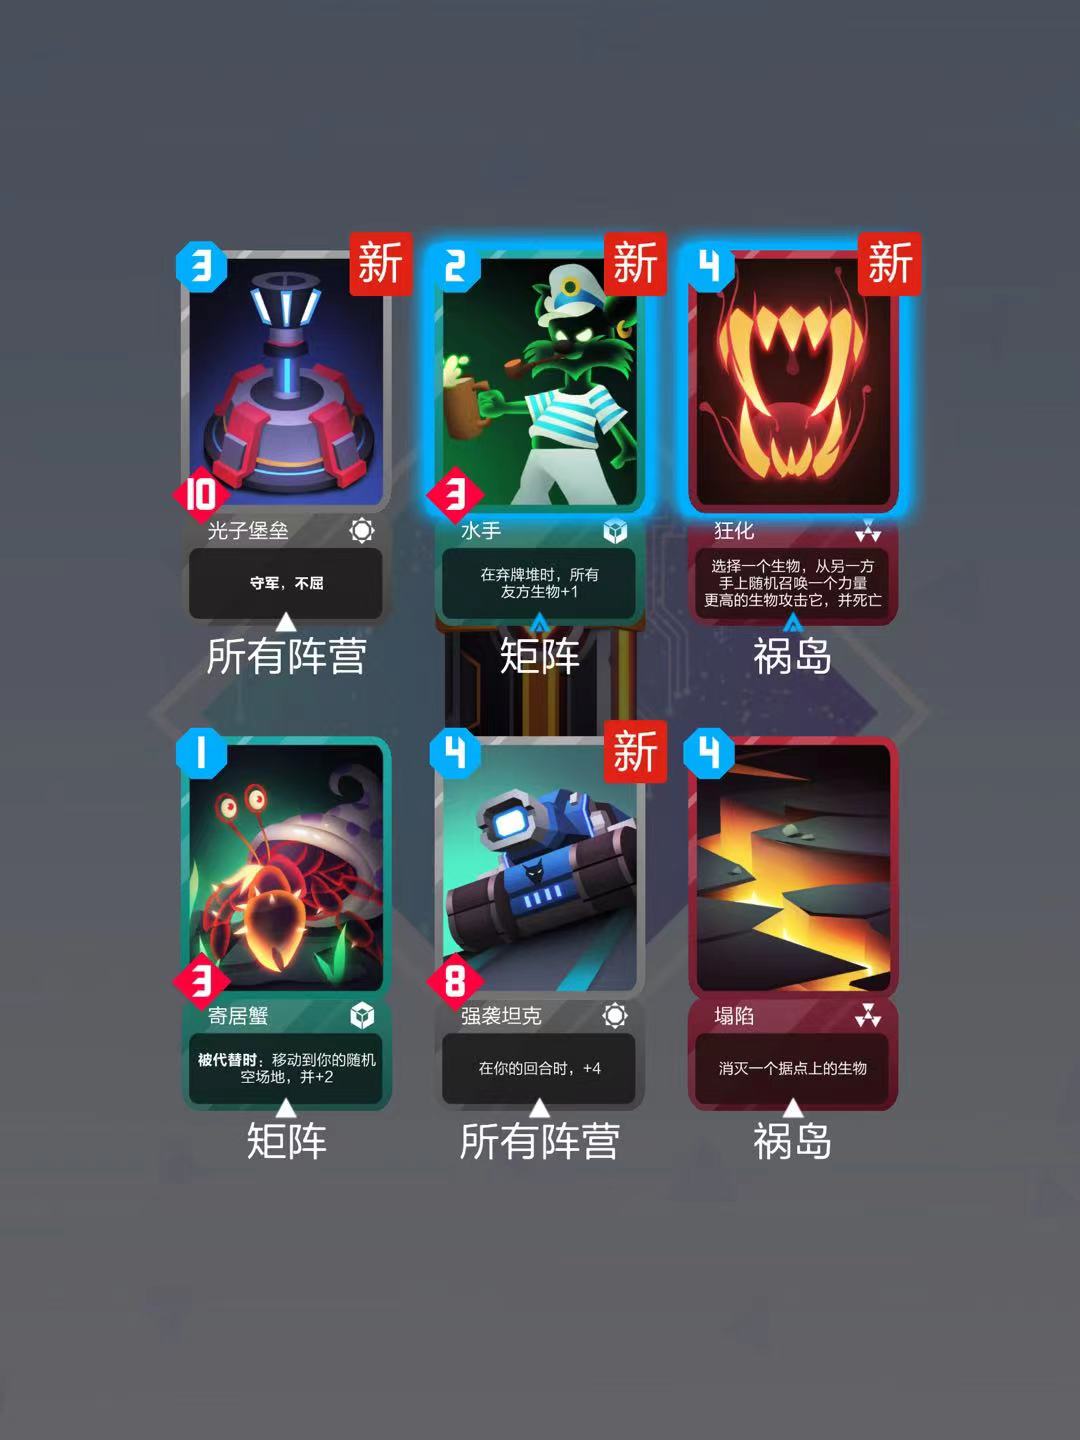 3
新
2
新
4
新
10
3
光子堡垒
水手
狂化
守军，不屈
在弃牌堆时，所有
友方生物+1
选择一个生物，从另一方
手上随机召唤一个力量
更高的生物攻击它，并死亡
所有阵营
矩阵
祸岛
1
4
新
4
3
8
寄居蟹
强袭坦克
塌陷
被代替时：移动到你的随机
空场地，并+2
在你的回合时，+4
消灭一个据点上的生物
矩阵
所有阵营
祸岛